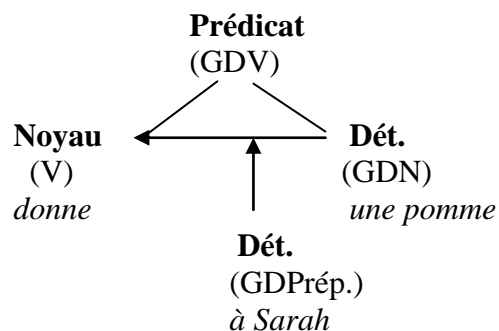 Prédicat
(GDV)
Noyau Dét.
(V) (GDN)
donne une pomme
Dét.
(GDPrép.)
à Sarah